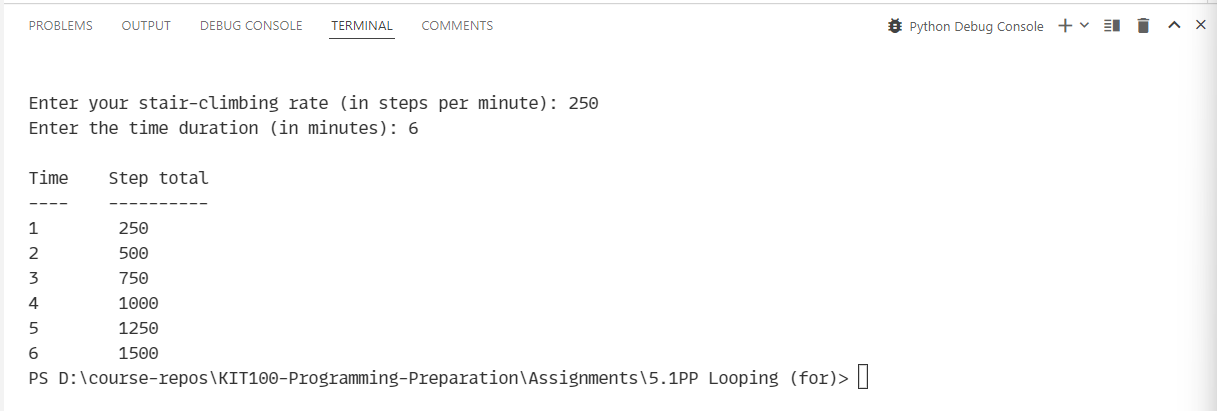 PROBLEMS OUTPUT DEBUG CONSOLE TERMINAL COMMENTS Python Debug Console
Enter your stair-climbing rate (in steps per minute): 250
Enter the time duration (in minutes): 6
Time    Step total
----    ----------
1        250
2        500
3        750
4        1000
5        1250
6        1500
PS D:\course-repos\KIT100-Programming-Preparation\Assignments\5.1PP Looping (for)>